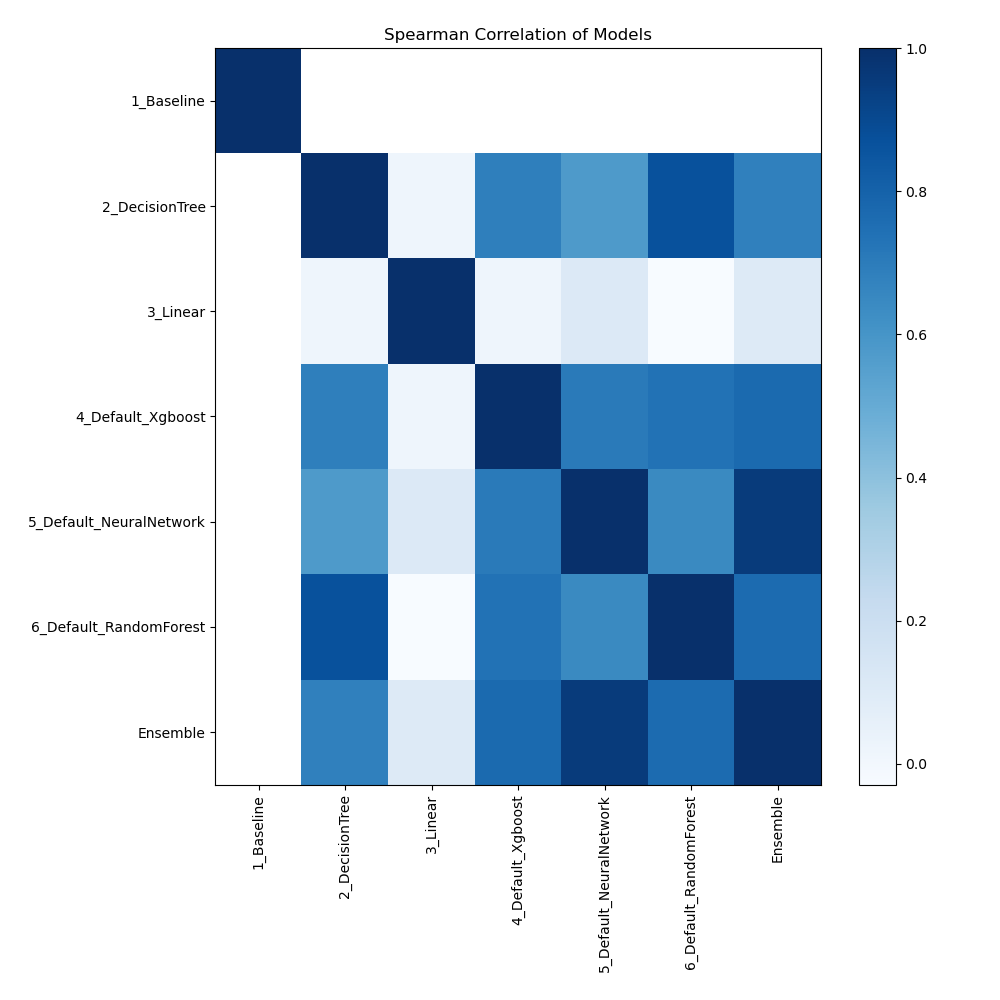 Spearman Correlation of Models
1_Baseline
2_DecisionTree
3_Linear
4_Default_Xgboost
5_Default_NeuralNetwork
6_Default_RandomForest
Ensemble
1_Baseline
2_DecisionTree
3_Linear
4_Default_Xgboost
5_Default_NeuralNetwork
6_Default_RandomForest
Ensemble
1.0
0.8
0.6
0.4
0.2
0.0